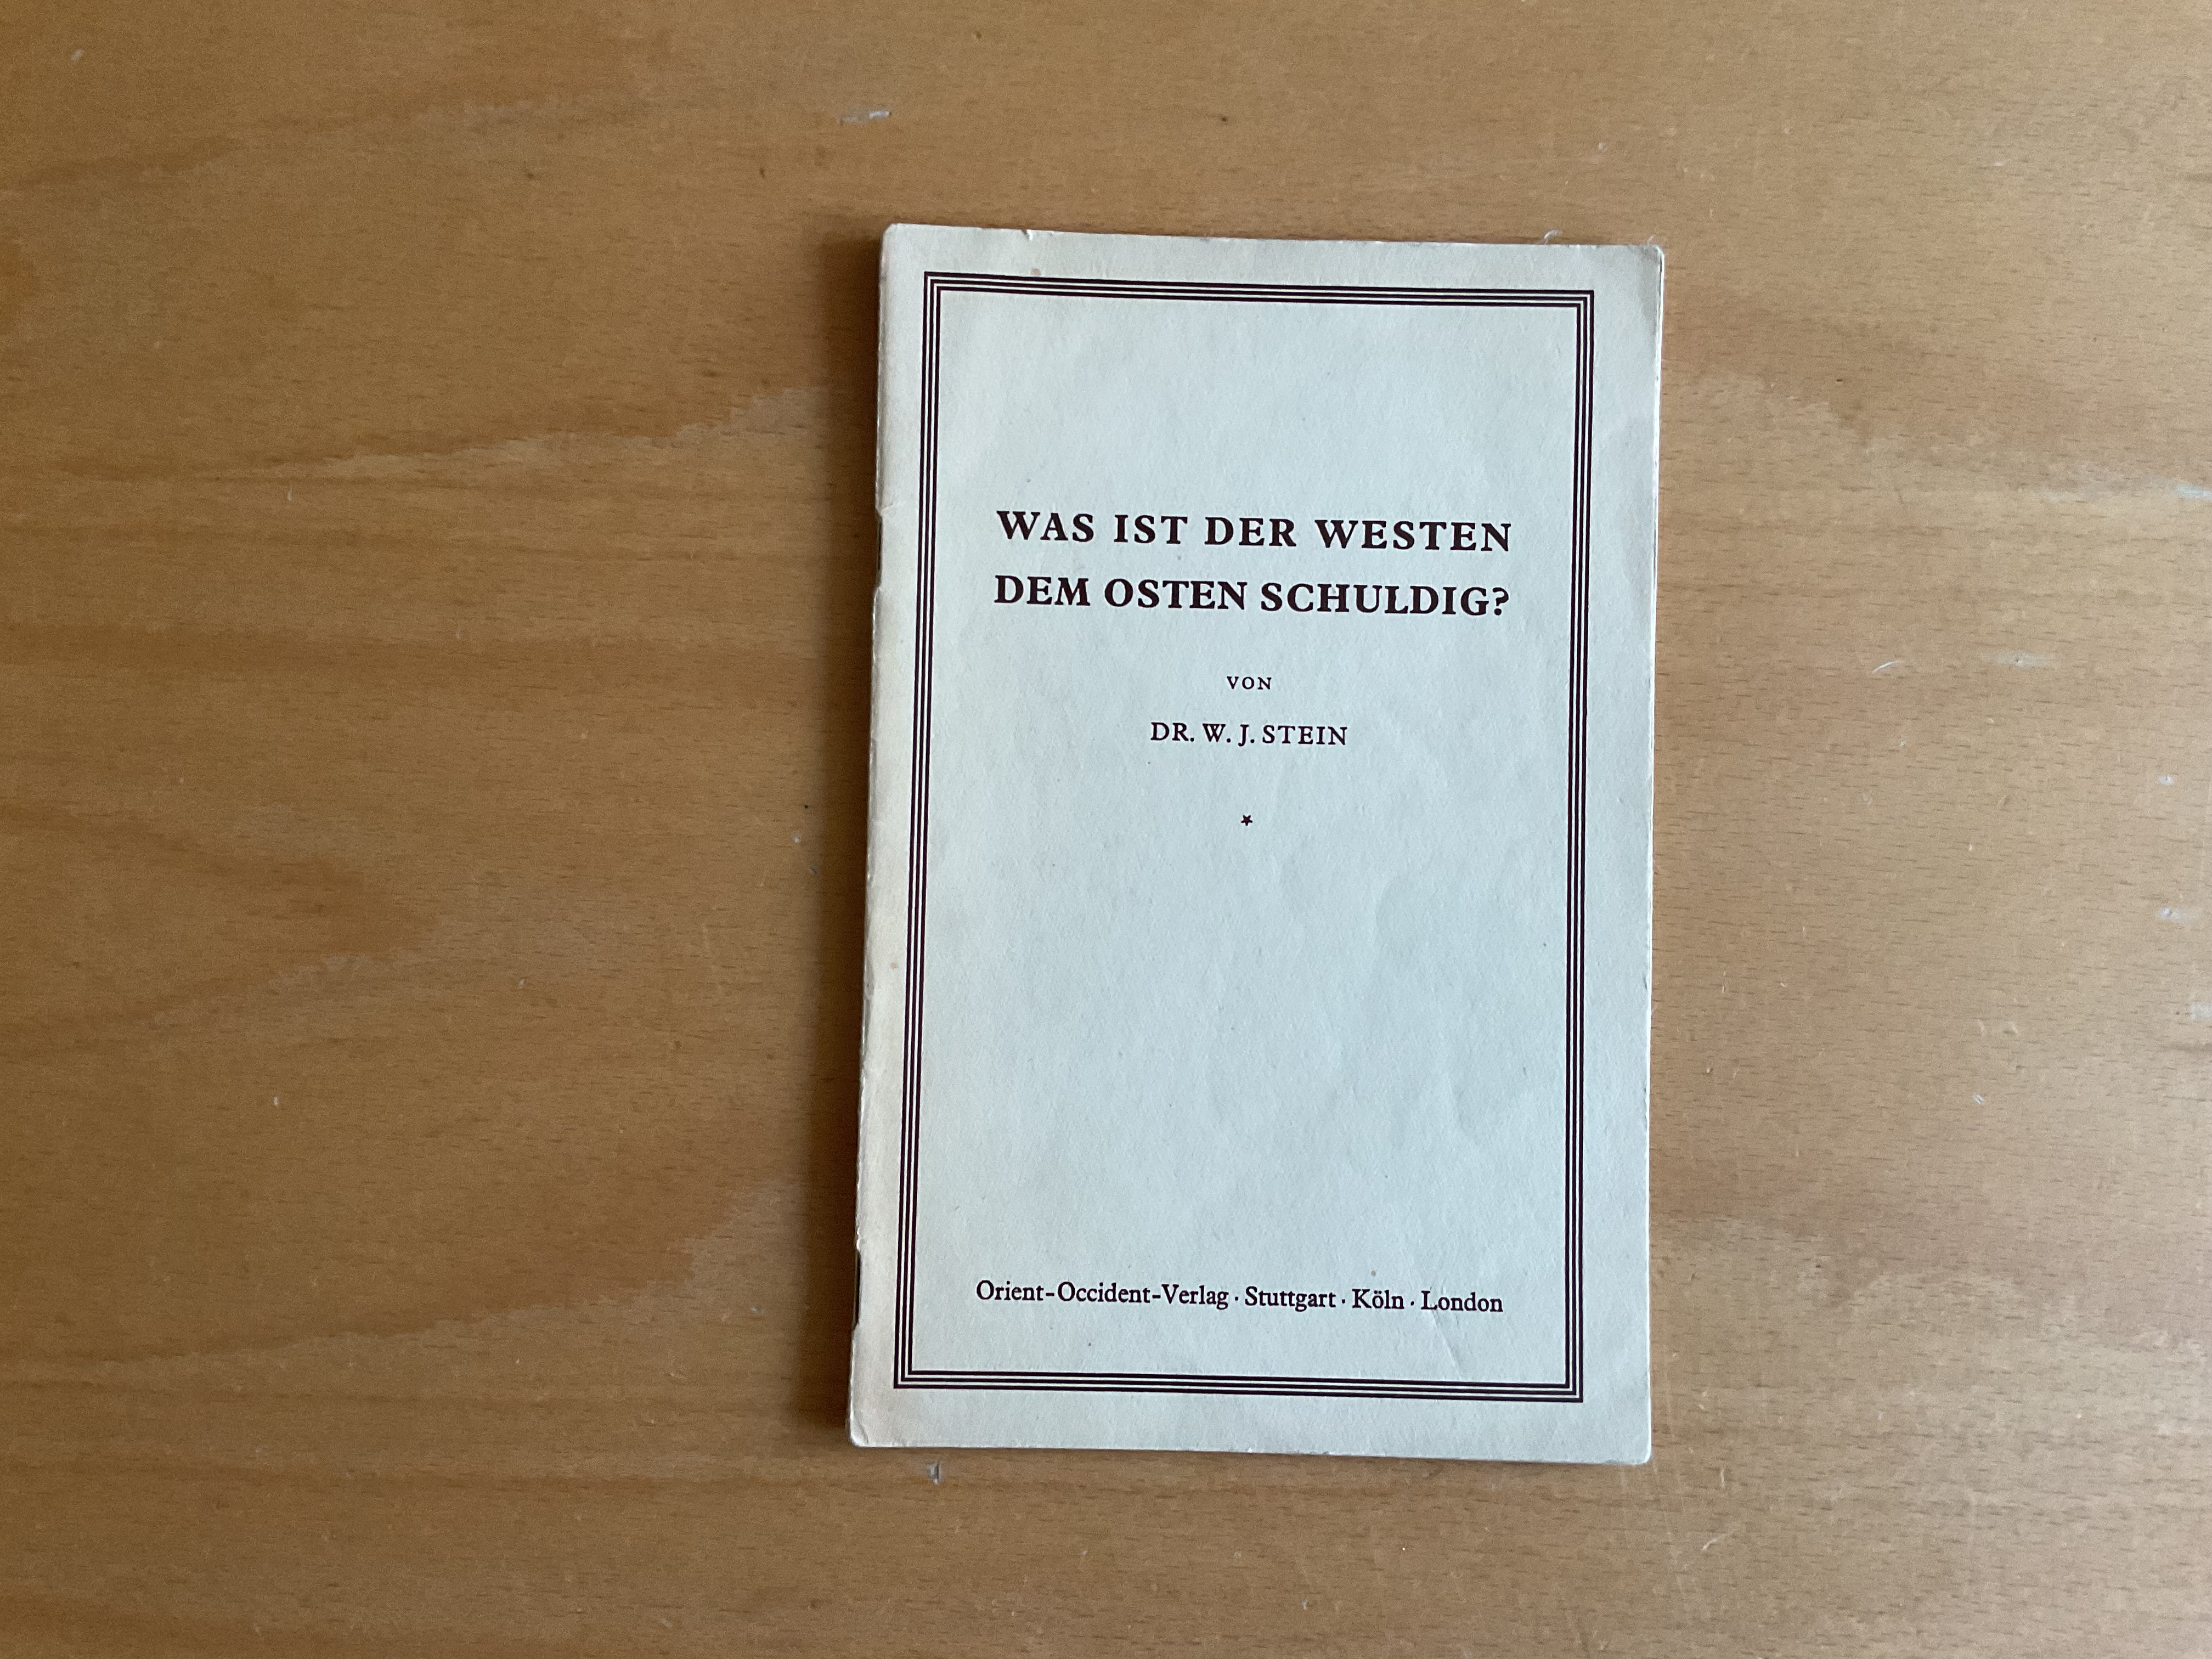 WAS IST DER WESTEN
DEM OSTEN SCHULDIG?
VON
DR. W. J. STEIN
*
Orient-Occident-Verlag · Stuttgart · Köln · London